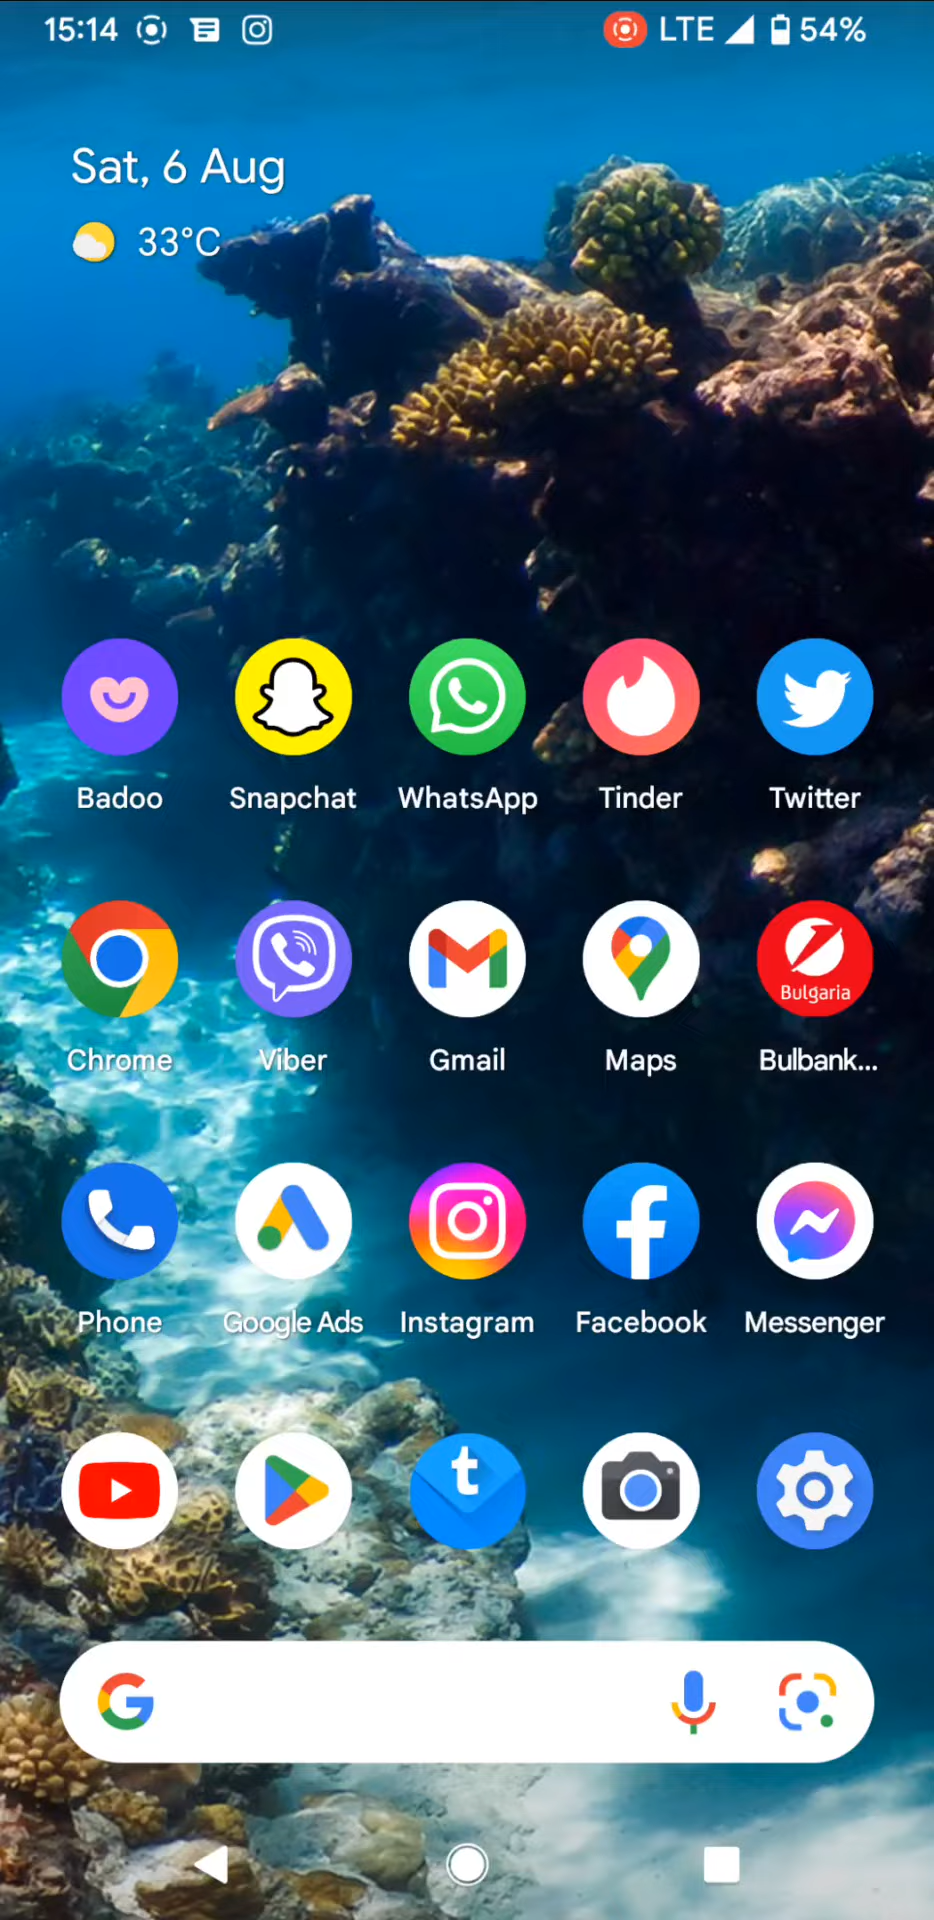 15:14 LTE 54%
Sat, 6 Aug
33°C
Badoo Snapchat WhatsApp Tinder Twitter
Bulgaria
Chrome Viber Gmail Maps Bulbank...
Phone Google Ads Instagram Facebook Messenger
t